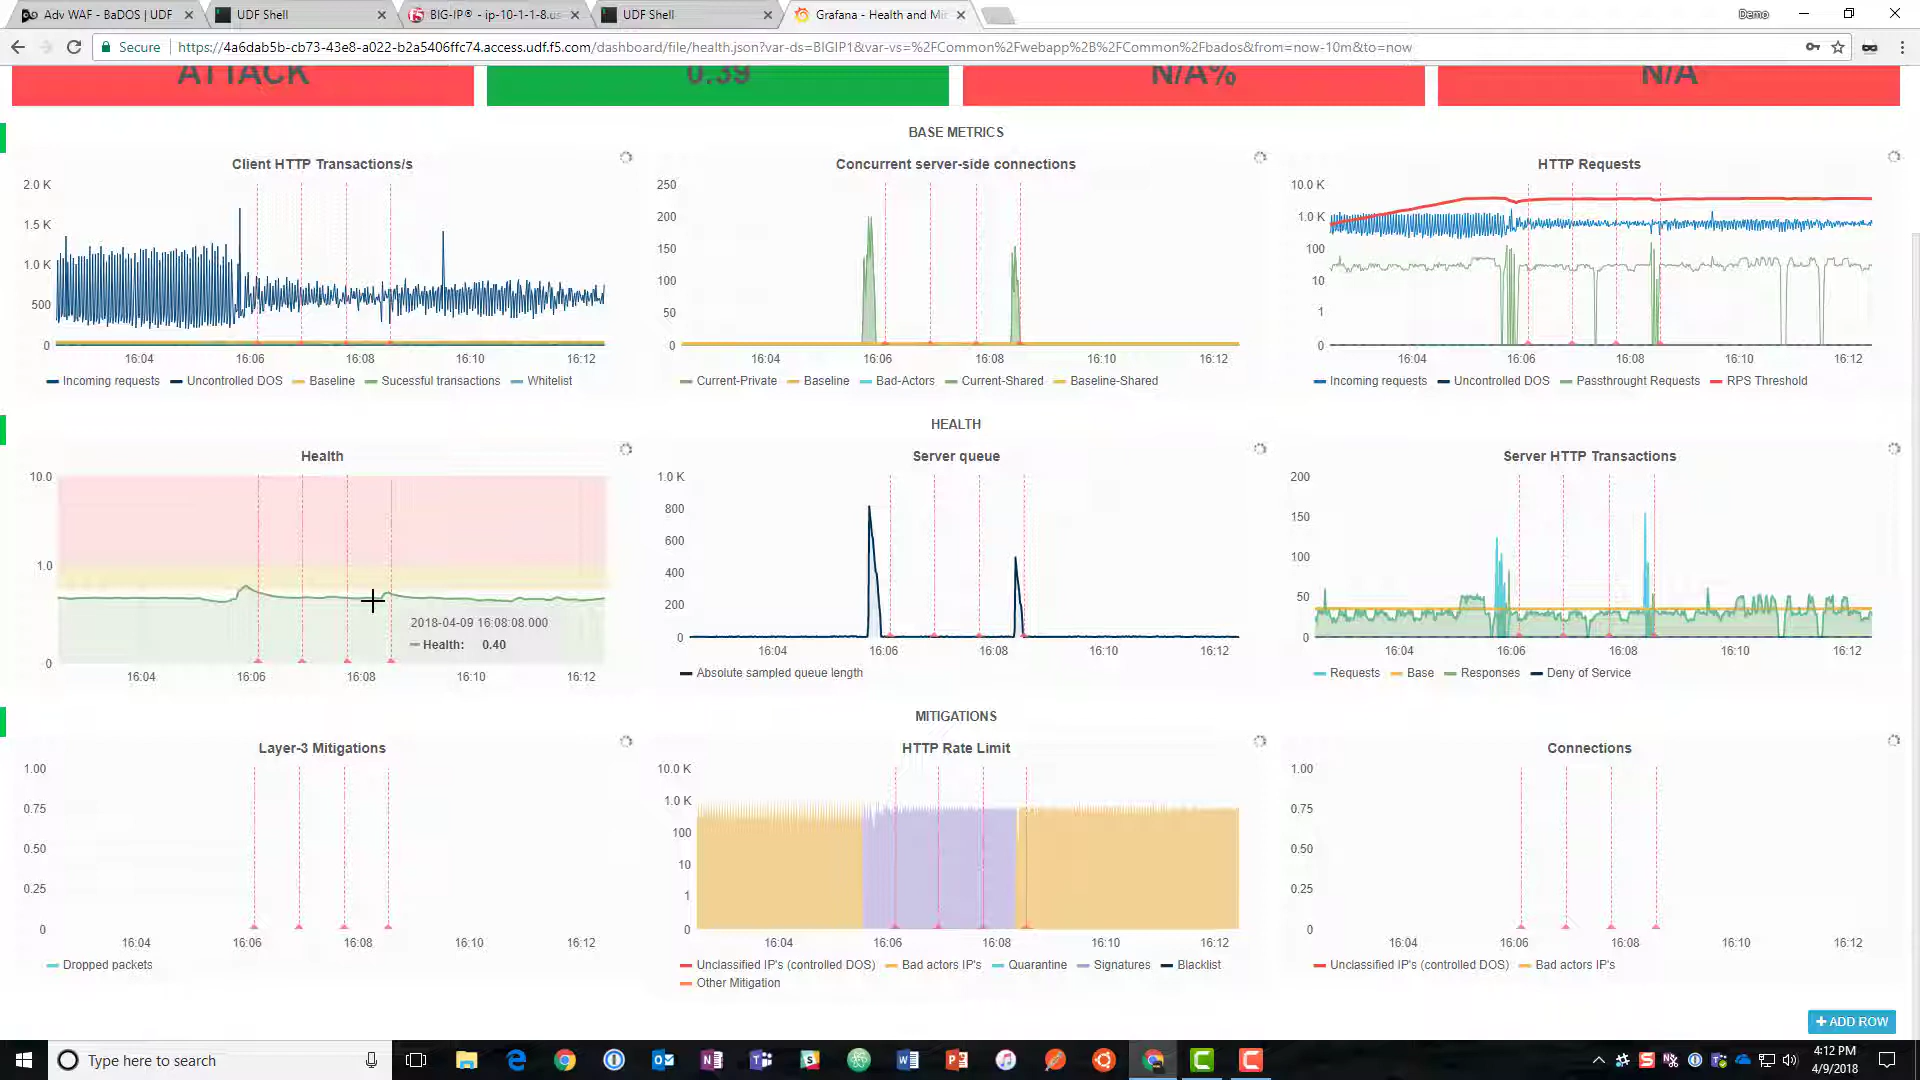 Adv WAF - BaDOS | UDF
UDF Shell
BIG-IP® - ip-10-1-1-8.us
UDF Shell
Grafana - Health and Mi
Demo
Secure
https://4a6dab5b-cb73-43e8-a022-b2a5406ffc74.access.udf.f5.com/dashboard/file/health.json?var-ds=BIGIP1&var-vs=%2FCommon%2Fwebapp%2B%2FCommon%2Fbados&from=now-10m&to=now
ATTACK
0.39
N/A%
N/A
BASE METRICS
Client HTTP Transactions/s
2.0 K
1.5 K
1.0 K
500
0
16:04 16:06 16:08 16:10 16:12
Incoming requests Uncontrolled DOS Baseline Sucessful transactions Whitelist
Concurrent server-side connections
250
200
150
100
50
0
16:04 16:06 16:08 16:10 16:12
Current-Private Baseline Bad-Actors Current-Shared Baseline-Shared
HTTP Requests
10.0 K
1.0 K
100
10
1
0
16:04 16:06 16:08 16:10 16:12
Incoming requests Uncontrolled DOS Passthrought Requests RPS Threshold
HEALTH
Health
10.0
1.0
0
2018-04-09 16:08:08.000
Health: 0.40
16:04 16:06 16:08 16:10 16:12
Server queue
1.0 K
800
600
400
200
0
16:04 16:06 16:08 16:10 16:12
Absolute sampled queue length
Server HTTP Transactions
200
150
100
50
0
16:04 16:06 16:08 16:10 16:12
Requests Base Responses Deny of Service
MITIGATIONS
Layer-3 Mitigations
1.00
0.75
0.50
0.25
0
16:04 16:06 16:08 16:10 16:12
Dropped packets
HTTP Rate Limit
10.0 K
1.0 K
100
10
1
0
16:04 16:06 16:08 16:10 16:12
Unclassified IP's (controlled DOS) Bad actors IP's Quarantine Signatures Blacklist
Other Mitigation
Connections
1.00
0.75
0.50
0.25
0
16:04 16:06 16:08 16:10 16:12
Unclassified IP's (controlled DOS) Bad actors IP's
+ ADD ROW
Type here to search
4:12 PM
4/9/2018